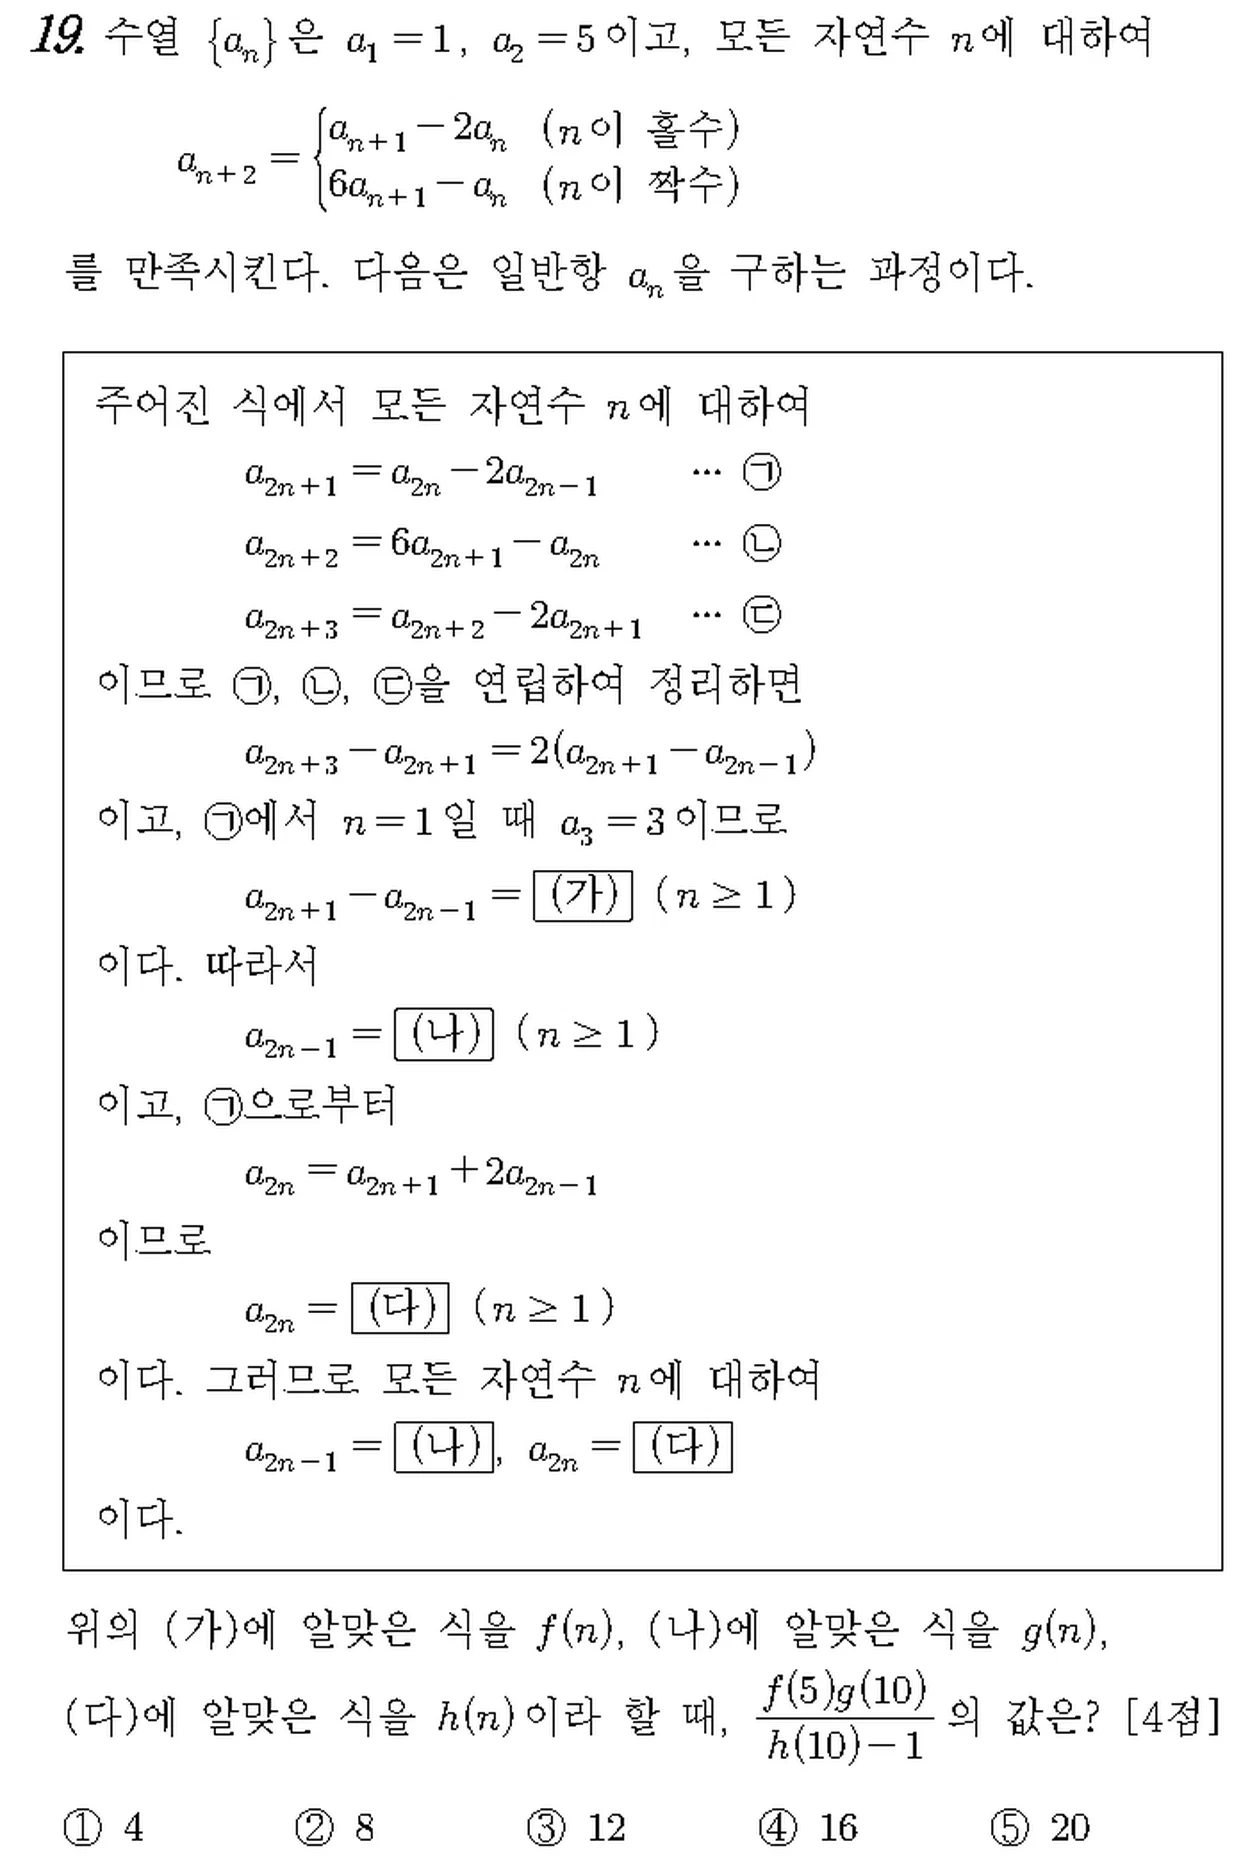 19. 수열 {aₙ}은 a₁ = 1, a₂ = 5이고, 모든 자연수 n에 대하여
aₙ₊₂ = { aₙ₊₁ − 2aₙ (n이 홀수)
6aₙ₊₁ − aₙ (n이 짝수)
를 만족시킨다. 다음은 일반항 aₙ을 구하는 과정이다.
주어진 식에서 모든 자연수 n에 대하여
a₂ₙ₊₁ = a₂ₙ − 2a₂ₙ₋₁ ⋯ ㉠
a₂ₙ₊₂ = 6a₂ₙ₊₁ − a₂ₙ ⋯ ㉡
a₂ₙ₊₃ = a₂ₙ₊₂ − 2a₂ₙ₊₁ ⋯ ㉢
이므로 ㉠, ㉡, ㉢을 연립하여 정리하면
a₂ₙ₊₃ − a₂ₙ₊₁ = 2(a₂ₙ₊₁ − a₂ₙ₋₁)
이고, ㉠에서 n = 1일 때 a₃ = 3이므로
a₂ₙ₊₁ − a₂ₙ₋₁ = (가) (n ≥ 1)
이다. 따라서
a₂ₙ₋₁ = (나) (n ≥ 1)
이고, ㉠으로부터
a₂ₙ = a₂ₙ₊₁ + 2a₂ₙ₋₁
이므로
a₂ₙ = (다) (n ≥ 1)
이다. 그러므로 모든 자연수 n에 대하여
a₂ₙ₋₁ = (나), a₂ₙ = (다)
이다.
위의 (가)에 알맞은 식을 f(n), (나)에 알맞은 식을 g(n),
(다)에 알맞은 식을 h(n)이라 할 때, f(5)g(10) / h(10)−1 의 값은? [4점]
① 4 ② 8 ③ 12 ④ 16 ⑤ 20